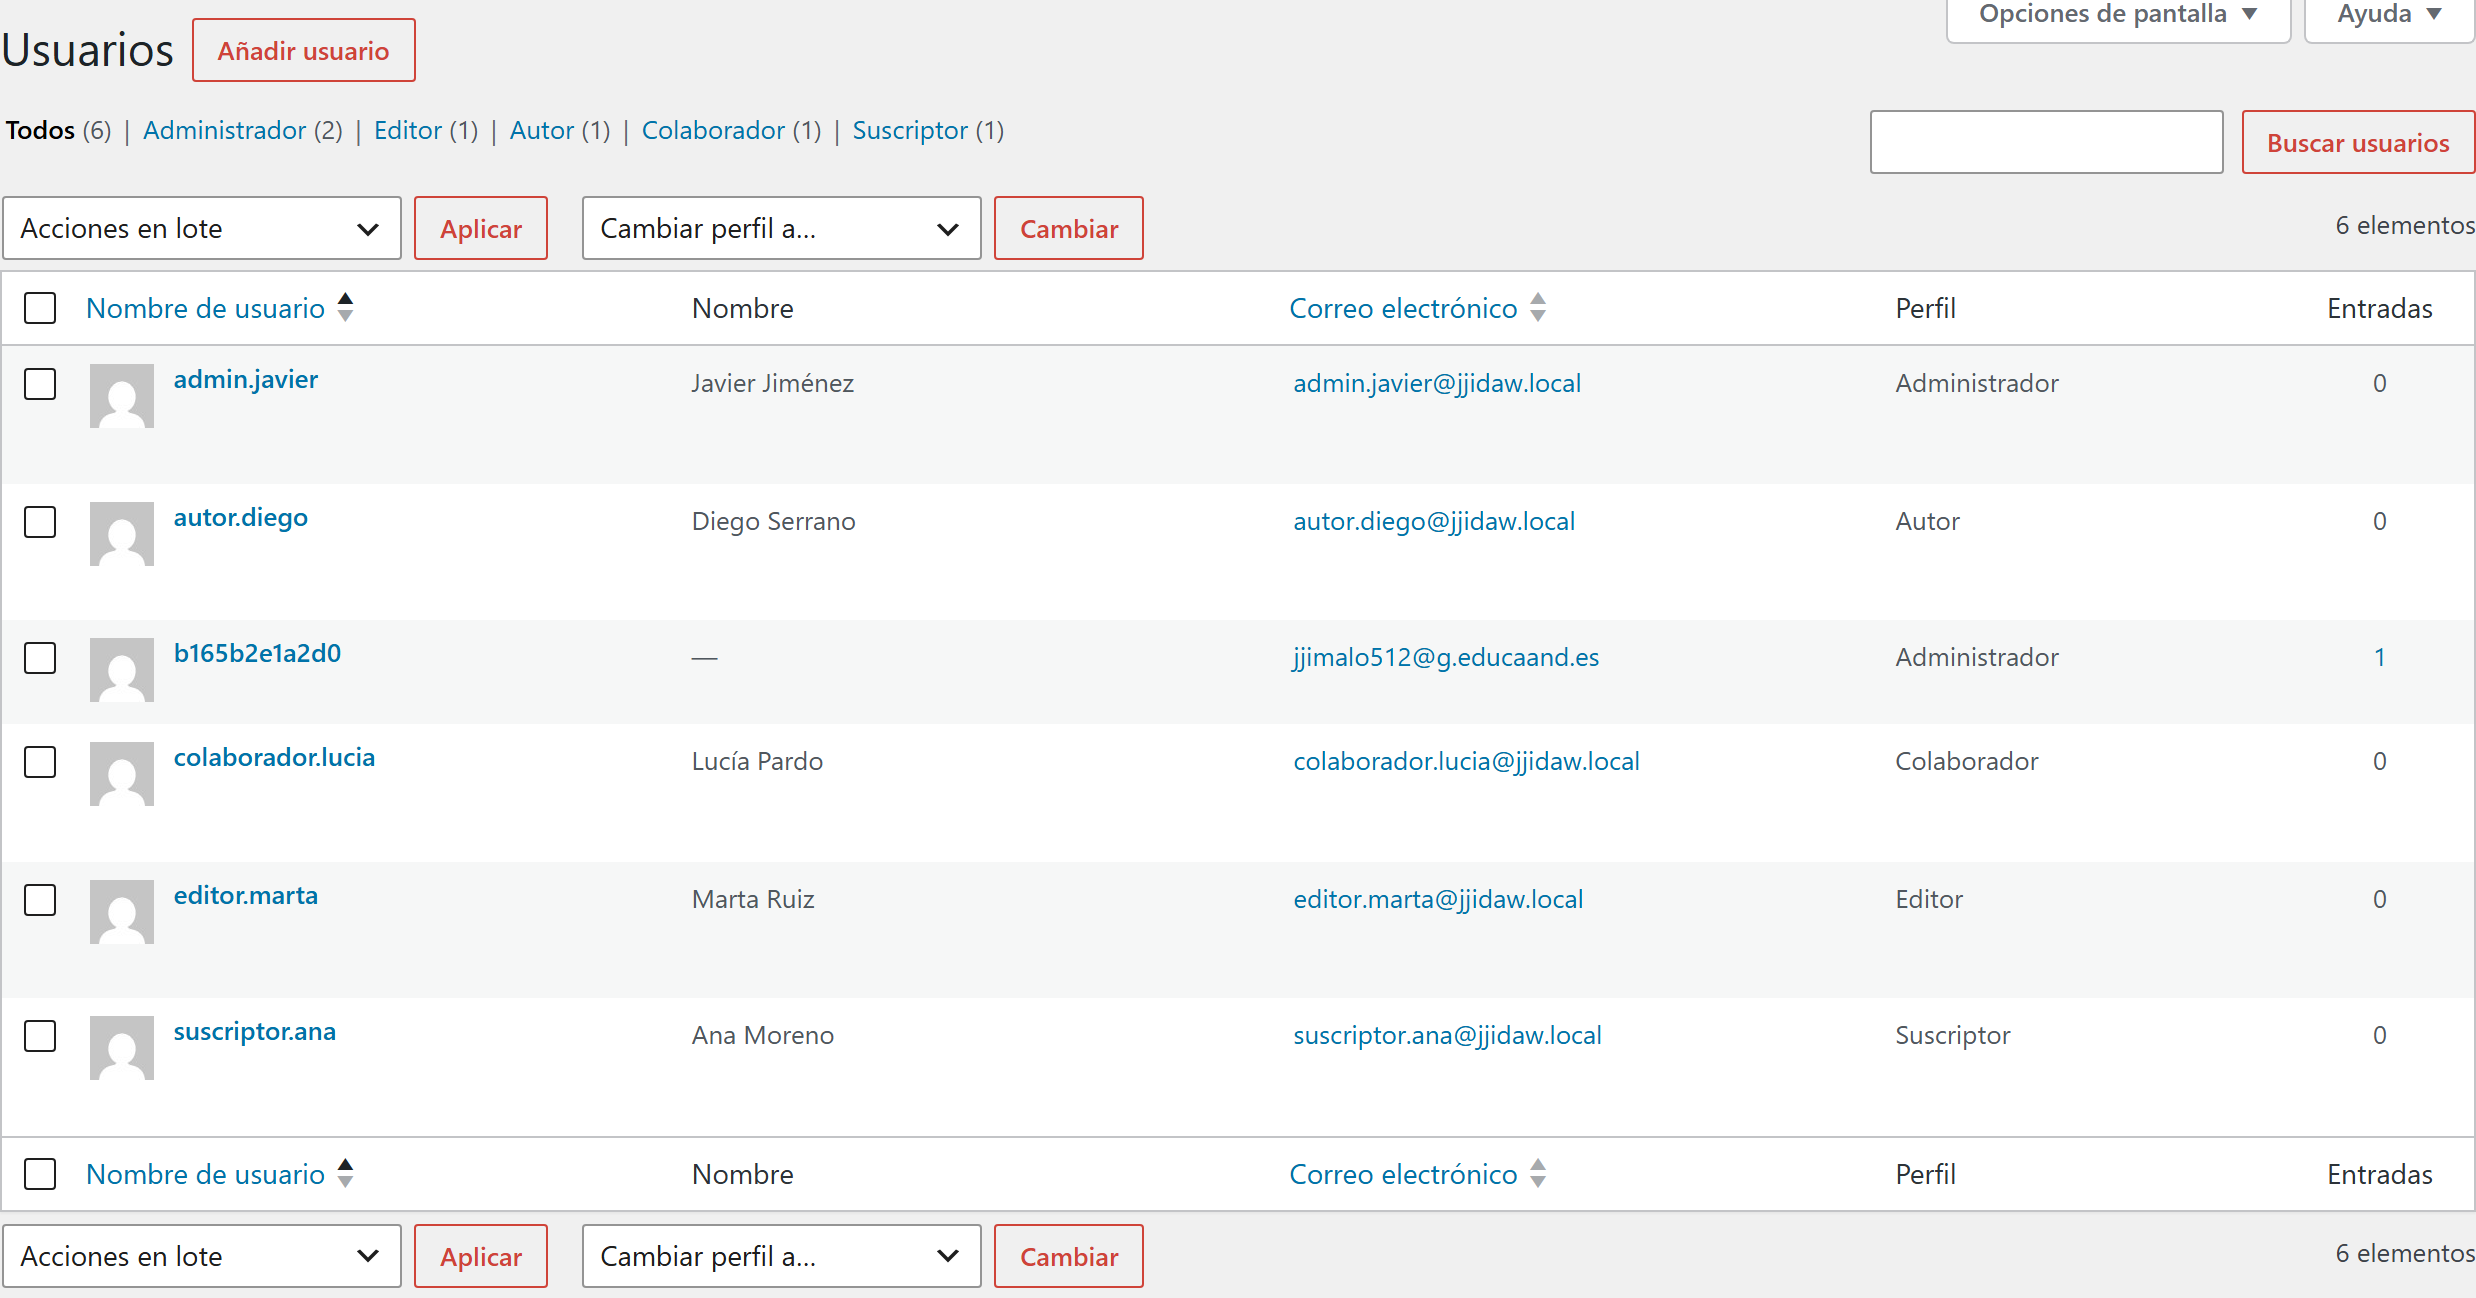 Opciones de pantalla ▼ Ayuda ▼
Usuarios Añadir usuario
Todos (6) | Administrador (2) | Editor (1) | Autor (1) | Colaborador (1) | Suscriptor (1)
Buscar usuarios
Acciones en lote Aplicar Cambiar perfil a... Cambiar 6 elementos
Nombre de usuario Nombre Correo electrónico Perfil Entradas
admin.javier Javier Jiménez admin.javier@jjidaw.local Administrador 0
autor.diego Diego Serrano autor.diego@jjidaw.local Autor 0
b165b2e1a2d0 — jjimalo512@g.educaand.es Administrador 1
colaborador.lucia Lucía Pardo colaborador.lucia@jjidaw.local Colaborador 0
editor.marta Marta Ruiz editor.marta@jjidaw.local Editor 0
suscriptor.ana Ana Moreno suscriptor.ana@jjidaw.local Suscriptor 0
Nombre de usuario Nombre Correo electrónico Perfil Entradas
Acciones en lote Aplicar Cambiar perfil a... Cambiar 6 elementos